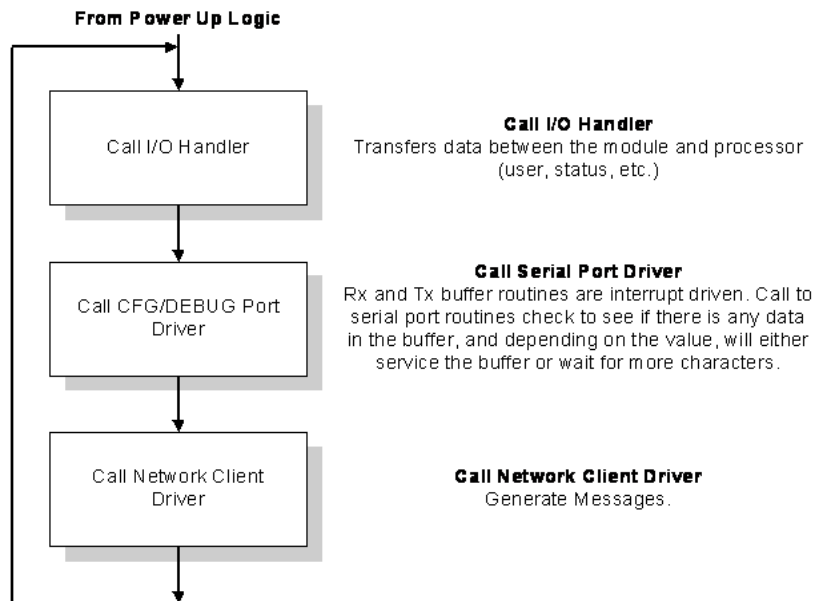 From Power Up Logic
Call I/O Handler
Call I/O Handler
Transfers data between the module and processor
(user, status, etc.)
Call CFG/DEBUG Port
Driver
Call Serial Port Driver
Rx and Tx buffer routines are interrupt driven. Call to
serial port routines check to see if there is any data
in the buffer, and depending on the value, will either
service the buffer or wait for more characters.
Call Network Client
Driver
Call Network Client Driver
Generate Messages.